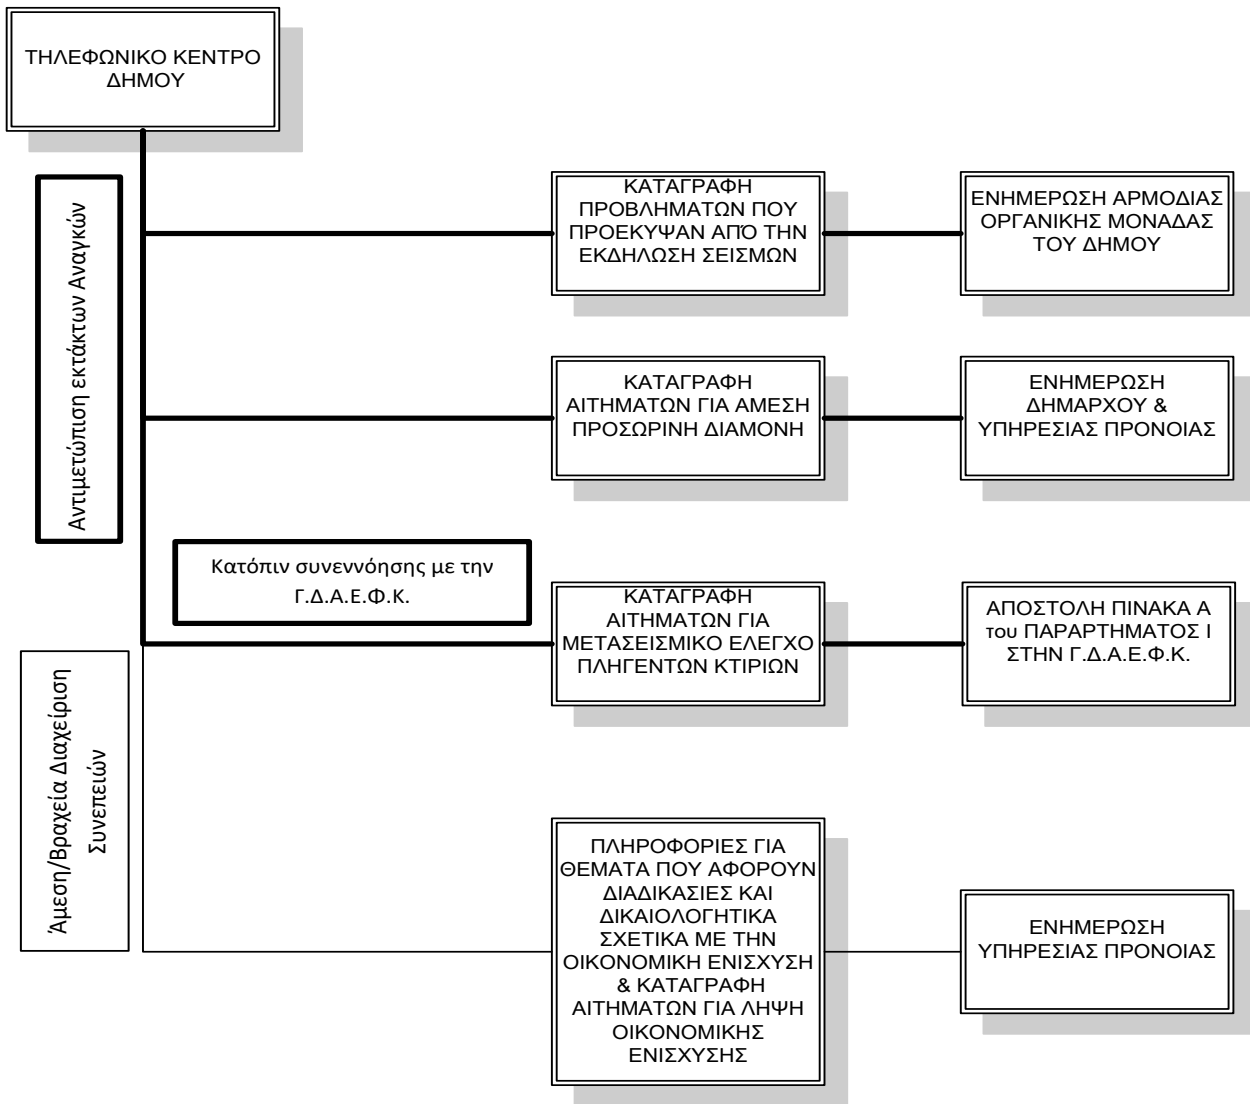 ΤΗΛΕΦΩΝΙΚΟ ΚΕΝΤΡΟ
ΔΗΜΟΥ
Αντιμετώπιση εκτάκτων Αναγκών
ΚΑΤΑΓΡΑΦΗ
ΠΡΟΒΛΗΜΑΤΩΝ ΠΟΥ
ΠΡΟΕΚΥΨΑΝ ΑΠΌ ΤΗΝ
ΕΚΔΗΛΩΣΗ ΣΕΙΣΜΩΝ
ΕΝΗΜΕΡΩΣΗ ΑΡΜΟΔΙΑΣ
ΟΡΓΑΝΙΚΗΣ ΜΟΝΑΔΑΣ
ΤΟΥ ΔΗΜΟΥ
ΚΑΤΑΓΡΑΦΗ
ΑΙΤΗΜΑΤΩΝ ΓΙΑ ΑΜΕΣΗ
ΠΡΟΣΩΡΙΝΗ ΔΙΑΜΟΝΗ
ΕΝΗΜΕΡΩΣΗ
ΔΗΜΑΡΧΟΥ &
ΥΠΗΡΕΣΙΑΣ ΠΡΟΝΟΙΑΣ
Κατόπιν συνεννόησης με την
Γ.Δ.Α.Ε.Φ.Κ.
ΚΑΤΑΓΡΑΦΗ
ΑΙΤΗΜΑΤΩΝ ΓΙΑ
ΜΕΤΑΣΕΙΣΜΙΚΟ ΕΛΕΓΧΟ
ΠΛΗΓΕΝΤΩΝ ΚΤΙΡΙΩΝ
ΑΠΟΣΤΟΛΗ ΠΙΝΑΚΑ Α
του ΠΑΡΑΡΤΗΜΑΤΟΣ Ι
ΣΤΗΝ Γ.Δ.Α.Ε.Φ.Κ.
Άμεση/Βραχεία Διαχείριση
Συνεπειών
ΠΛΗΡΟΦΟΡΙΕΣ ΓΙΑ
ΘΕΜΑΤΑ ΠΟΥ ΑΦΟΡΟΥΝ
ΔΙΑΔΙΚΑΣΙΕΣ ΚΑΙ
ΔΙΚΑΙΟΛΟΓΗΤΙΚΑ
ΣΧΕΤΙΚΑ ΜΕ ΤΗΝ
ΟΙΚΟΝΟΜΙΚΗ ΕΝΙΣΧΥΣΗ
& ΚΑΤΑΓΡΑΦΗ
ΑΙΤΗΜΑΤΩΝ ΓΙΑ ΛΗΨΗ
ΟΙΚΟΝΟΜΙΚΗΣ
ΕΝΙΣΧΥΣΗΣ
ΕΝΗΜΕΡΩΣΗ
ΥΠΗΡΕΣΙΑΣ ΠΡΟΝΟΙΑΣ